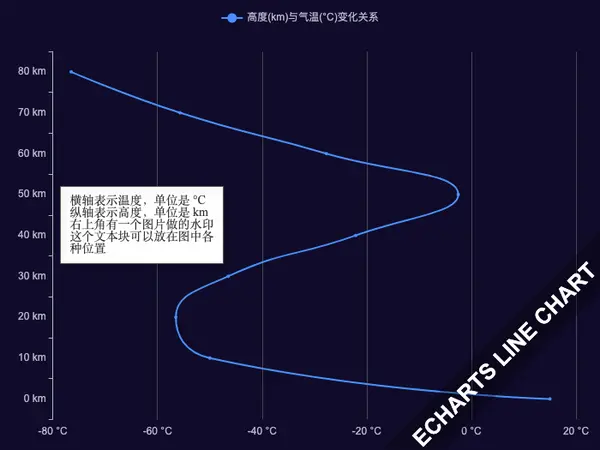 高度(km)与气温(°C)变化关系
80 km
70 km
60 km
50 km
40 km
30 km
20 km
10 km
0 km
横轴表示温度，单位是 °C
纵轴表示高度，单位是 km
右上角有一个图片做的水印
这个文本块可以放在图中各
种位置
ECHARTS LINE CHART
-80 °C
-60 °C
-40 °C
-20 °C
0 °C
20 °C